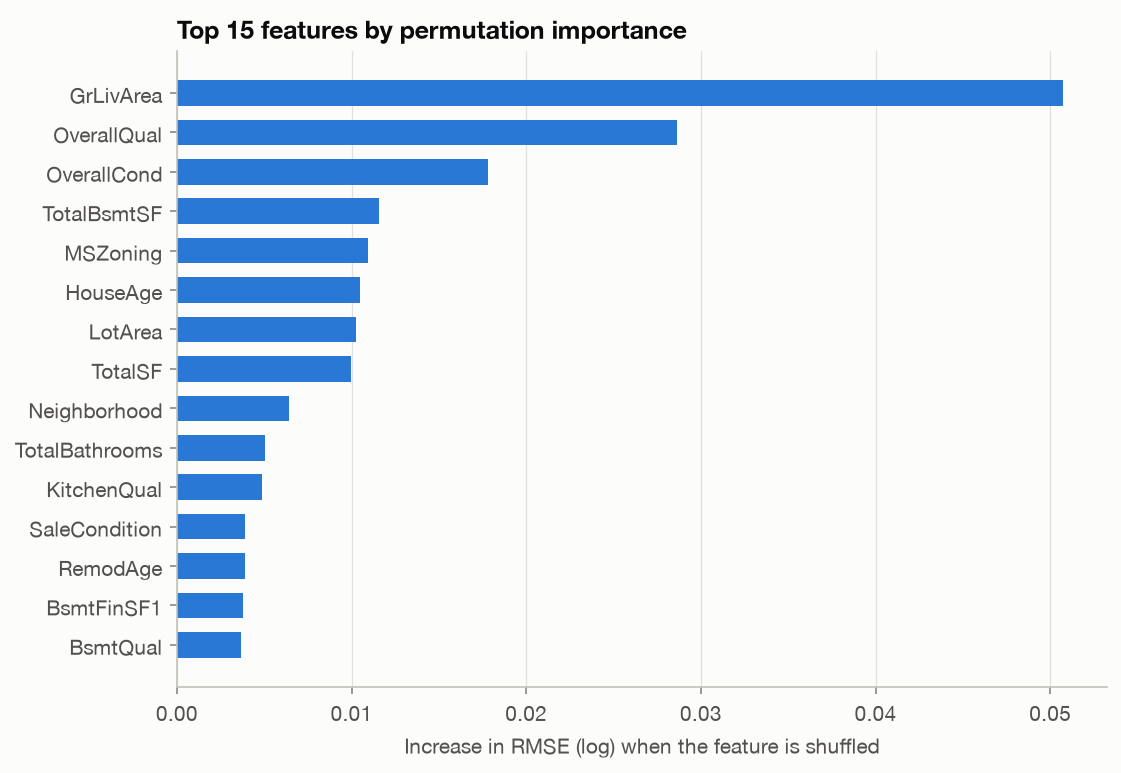 Top 15 features by permutation importance
GrLivArea
OverallQual
OverallCond
TotalBsmtSF
MSZoning
HouseAge
LotArea
TotalSF
Neighborhood
TotalBathrooms
KitchenQual
SaleCondition
RemodAge
BsmtFinSF1
BsmtQual
0.00 0.01 0.02 0.03 0.04 0.05
Increase in RMSE (log) when the feature is shuffled